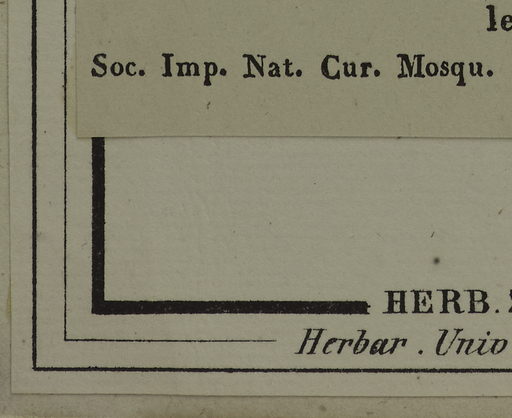 le
Soc. Imp. Nat. Cur. Mosqu.
HERB.
Herbar. Univ